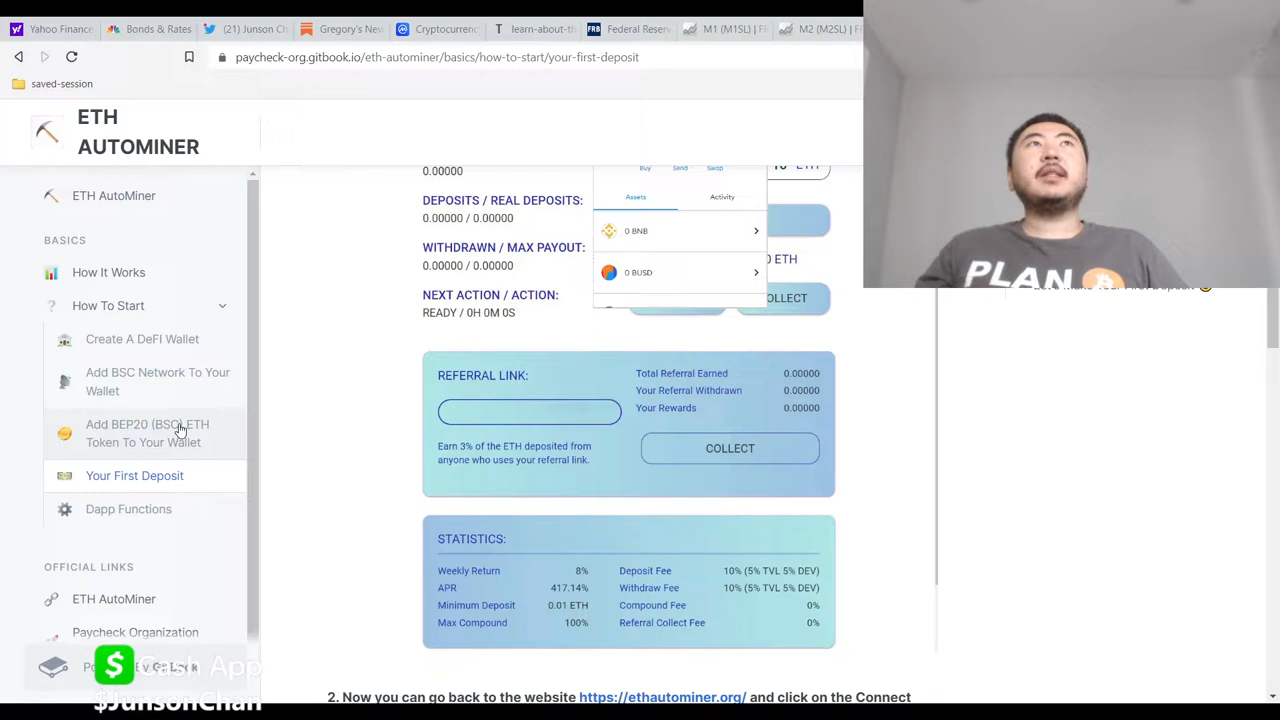 Yahoo Finance
Bonds & Rates
(21) Junson Ch
Gregory's New
Cryptocurrency
learn-about-th
Federal Reserv
M1 (M1SL) | F
M2 (M2SL) | F
paycheck-org.gitbook.io/eth-autominer/basics/how-to-start/your-first-deposit
saved-session
ETH
AUTOMINER
ETH AutoMiner
BASICS
How It Works
How To Start
Create A DeFI Wallet
Add BSC Network To Your
Wallet
Add BEP20 (BSC) ETH
Token To Your Wallet
Your First Deposit
Dapp Functions
OFFICIAL LINKS
ETH AutoMiner
Paycheck Organization
Cash App
$JunsonChan
0.00000
DEPOSITS / REAL DEPOSITS:
0.00000 / 0.00000
WITHDRAWN / MAX PAYOUT:
0.00000 / 0.00000
NEXT ACTION / ACTION:
READY / 0H 0M 0S
Buy Send Swap
Assets Activity
0 BNB
0 BUSD
ETH
0 ETH
OLLECT
REFERRAL LINK:
Earn 3% of the ETH deposited from
anyone who uses your referral link.
Total Referral Earned 0.00000
Your Referral Withdrawn 0.00000
Your Rewards 0.00000
COLLECT
STATISTICS:
Weekly Return 8% Deposit Fee 10% (5% TVL 5% DEV)
APR 417.14% Withdraw Fee 10% (5% TVL 5% DEV)
Minimum Deposit 0.01 ETH Compound Fee 0%
Max Compound 100% Referral Collect Fee 0%
2. Now you can go back to the website https://ethautominer.org/ and click on the Connect
PLAN